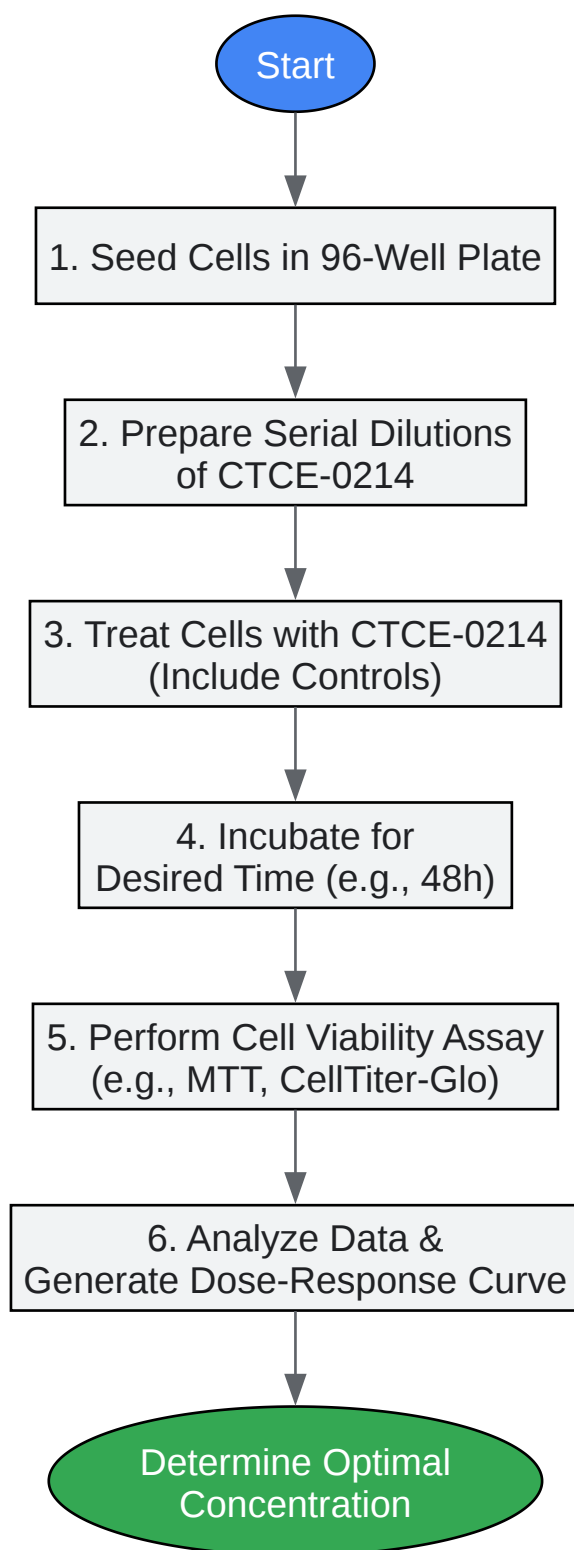 Start
1. Seed Cells in 96-Well Plate
2. Prepare Serial Dilutions
of CTCE-0214
3. Treat Cells with CTCE-0214
(Include Controls)
4. Incubate for
Desired Time (e.g., 48h)
5. Perform Cell Viability Assay
(e.g., MTT, CellTiter-Glo)
6. Analyze Data &
Generate Dose-Response Curve
Determine Optimal
Concentration